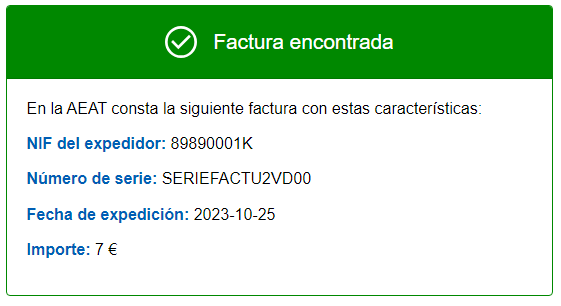 Factura encontrada
En la AEAT consta la siguiente factura con estas características:
NIF del expedidor: 89890001K
Número de serie: SERIEFACTU2VD00
Fecha de expedición: 2023-10-25
Importe: 7 €